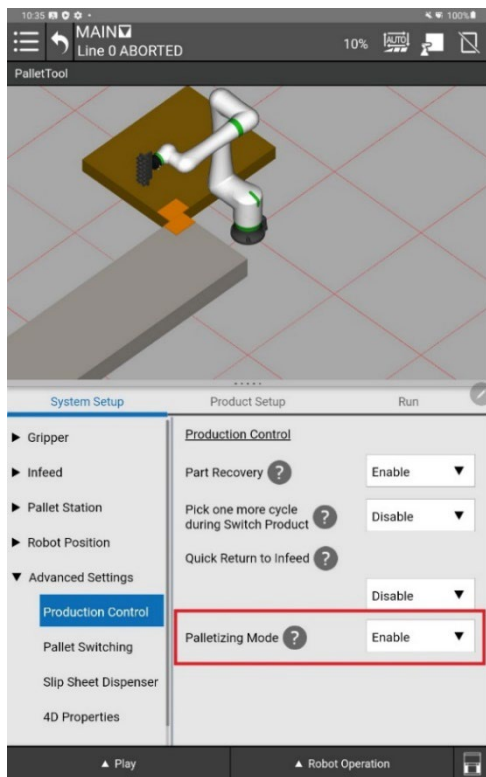 10:35
100%
MAIN
Line 0 ABORTED
10%
AUTO
PalletTool
System Setup
Product Setup
Run
Gripper
Infeed
Pallet Station
Robot Position
Advanced Settings
Production Control
Pallet Switching
Slip Sheet Dispenser
4D Properties
Production Control
Part Recovery ?
Enable
Pick one more cycle
during Switch Product ?
Disable
Quick Return to Infeed ?
Disable
Palletizing Mode ?
Enable
Play
Robot Operation